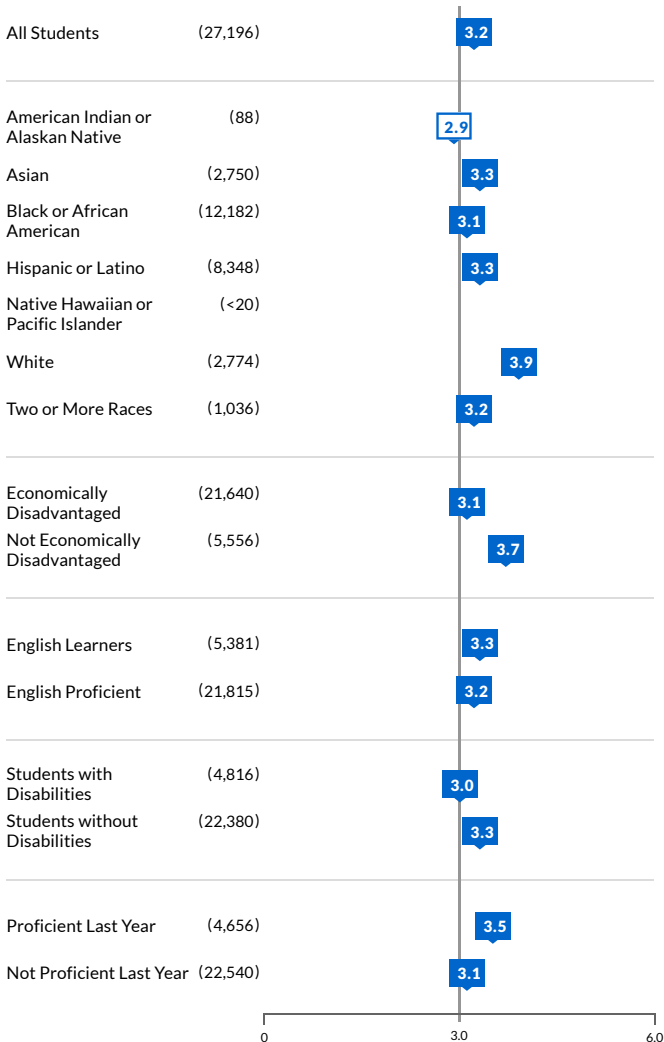 All Students (27,196) 3.2
American Indian or
Alaskan Native (88) 2.9
Asian (2,750) 3.3
Black or African
American (12,182) 3.1
Hispanic or Latino (8,348) 3.3
Native Hawaiian or
Pacific Islander (<20)
White (2,774) 3.9
Two or More Races (1,036) 3.2
Economically
Disadvantaged (21,640) 3.1
Not Economically
Disadvantaged (5,556) 3.7
English Learners (5,381) 3.3
English Proficient (21,815) 3.2
Students with
Disabilities (4,816) 3.0
Students without
Disabilities (22,380) 3.3
Proficient Last Year (4,656) 3.5
Not Proficient Last Year (22,540) 3.1
0 3.0 6.0